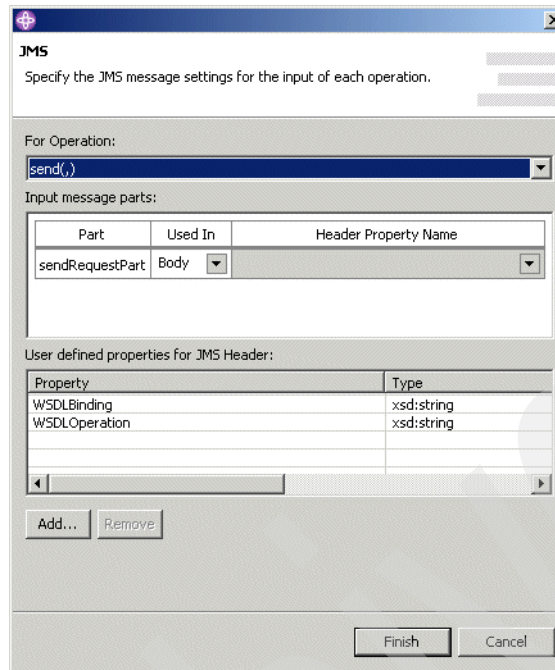 JMS
Specify the JMS message settings for the input of each operation.
For Operation:
send(,)
Input message parts:
Part Used In Header Property Name
sendRequestPart Body
User defined properties for JMS Header:
Property Type
WSDLBinding xsd:string
WSDLOperation xsd:string
Add... Remove
Finish Cancel